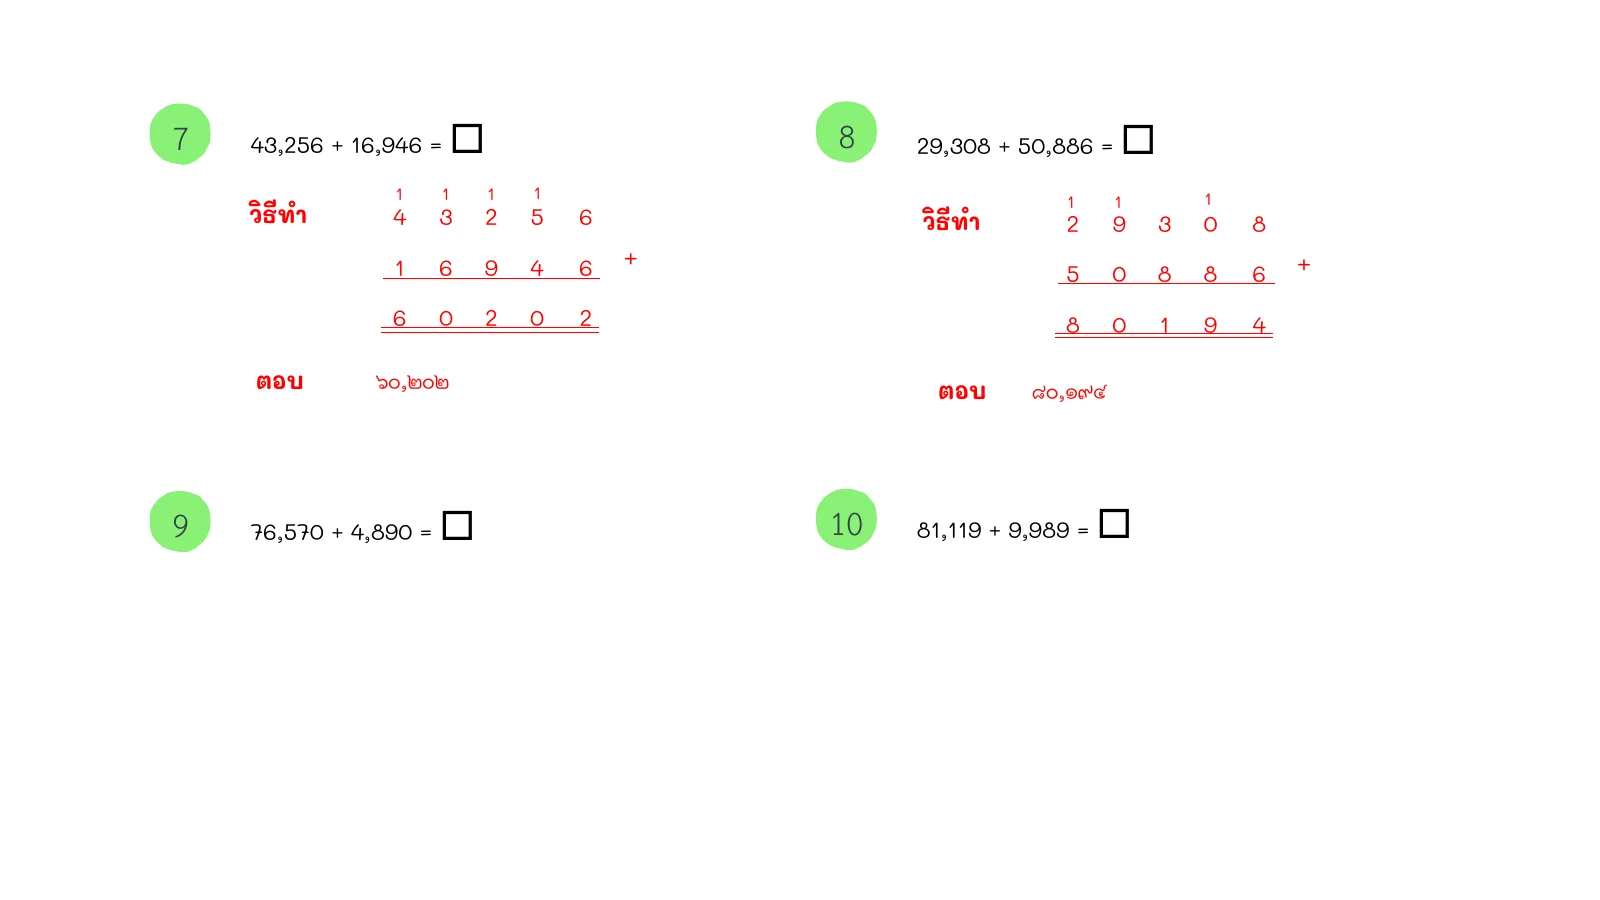 7
43,256 + 16,946 = □
วิธีทำ
1 1 1 1
4 3 2 5 6
+
1 6 9 4 6
6 0 2 0 2
ตอบ ๖๐,๒๐๒
8
29,308 + 50,886 = □
วิธีทำ
1 1 1
2 9 3 0 8
+
5 0 8 8 6
8 0 1 9 4
ตอบ ๘๐,๑๙๔
9
76,570 + 4,890 = □
10
81,119 + 9,989 = □